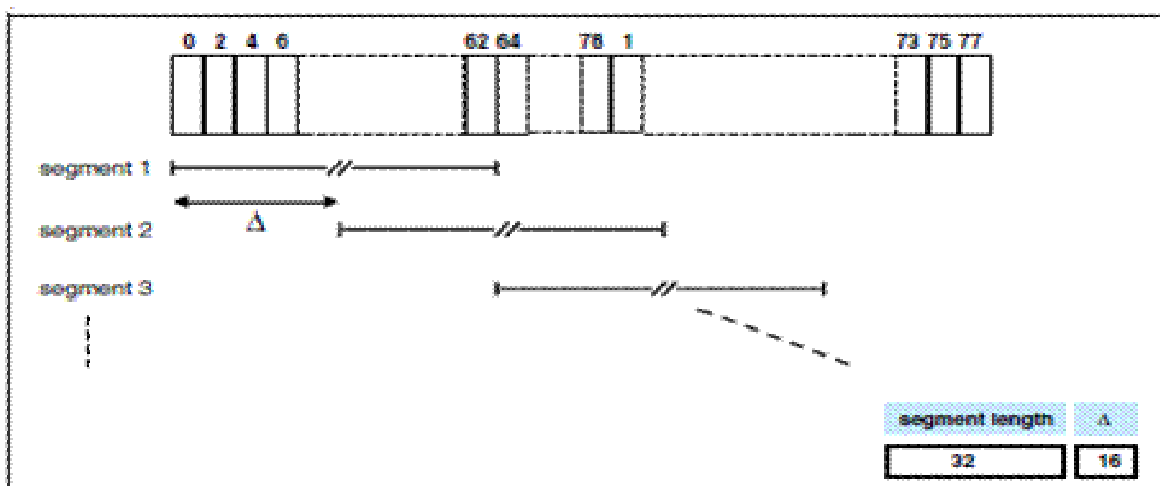 0 2 4 6 62 64 78 1 73 75 77
segment 1
Δ
segment 2
segment 3
segment length Δ
32 16